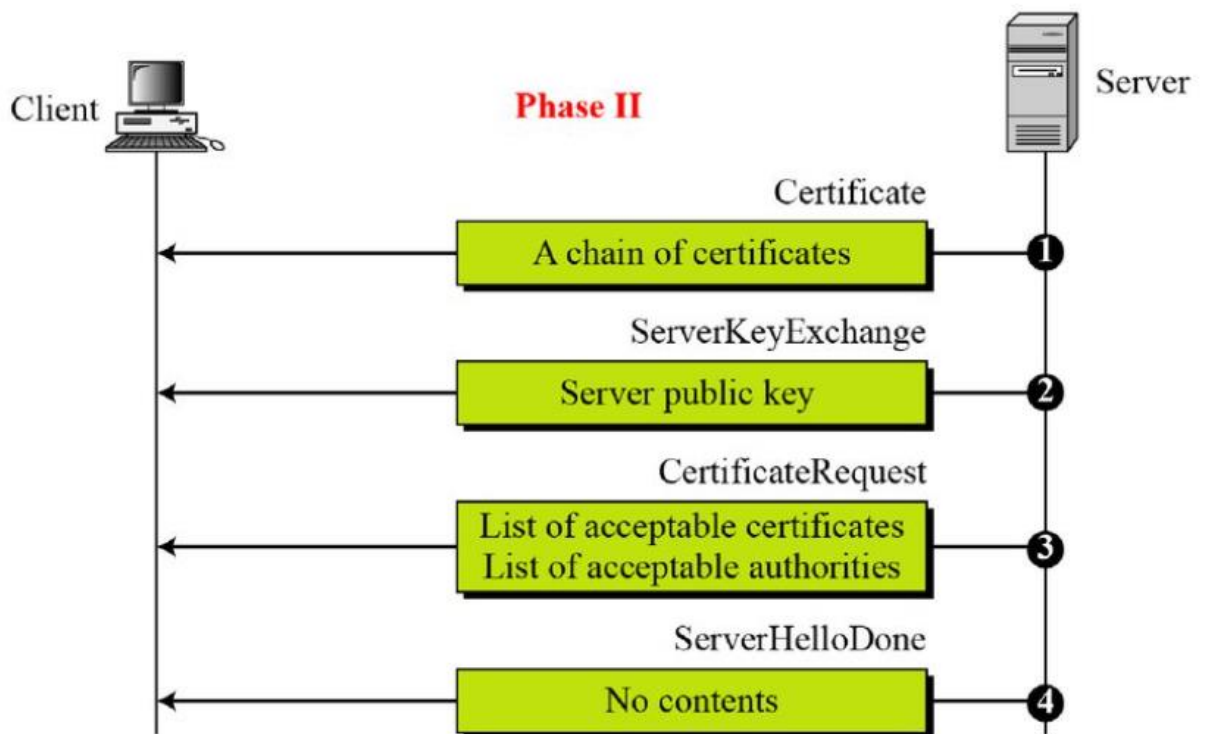 Client
Phase II
Server
Certificate
A chain of certificates
1
ServerKeyExchange
Server public key
2
CertificateRequest
List of acceptable certificates
List of acceptable authorities
3
ServerHelloDone
No contents
4